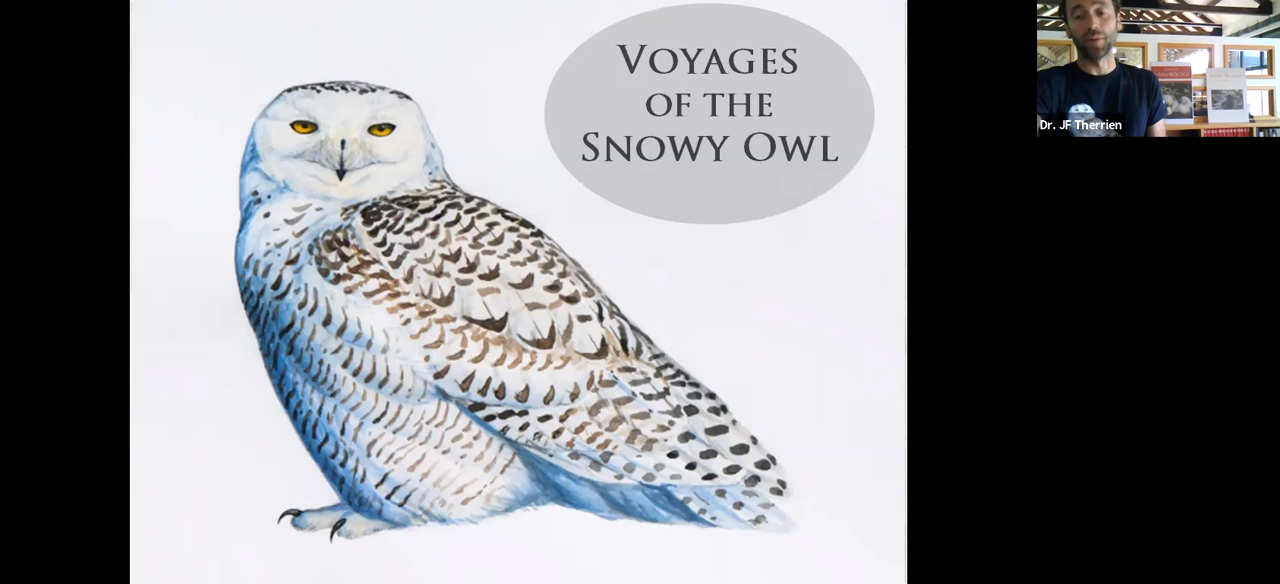 VOYAGES
OF THE
SNOWY OWL
Dr. JF Therrien